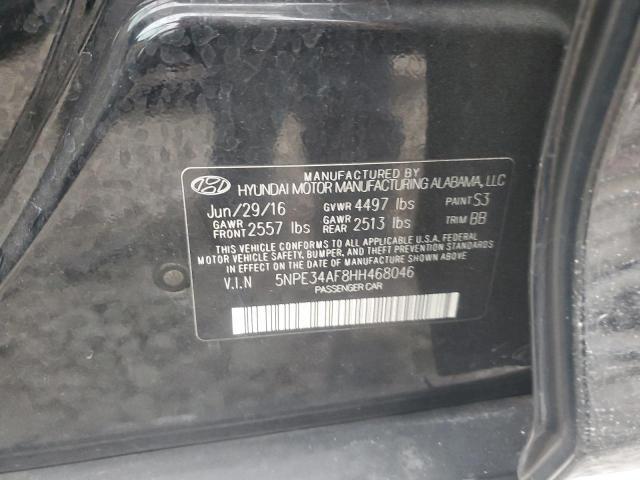 MANUFACTURED BY
HYUNDAI MOTOR MANUFACTURING ALABAMA, LLC
Jun/29/16 GVWR 4497 lbs PAINT S3
GAWR FRONT 2557 lbs GAWR REAR 2513 lbs TRIM BB
THIS VEHICLE CONFORMS TO ALL APPLICABLE U.S.A. FEDERAL
MOTOR VEHICLE SAFETY, BUMPER, AND THEFT PREVENTION STANDARDS
IN EFFECT ON THE DATE OF MANUFACTURE SHOWN ABOVE.
V.I.N 5NPE34AF8HH468046
PASSENGER CAR